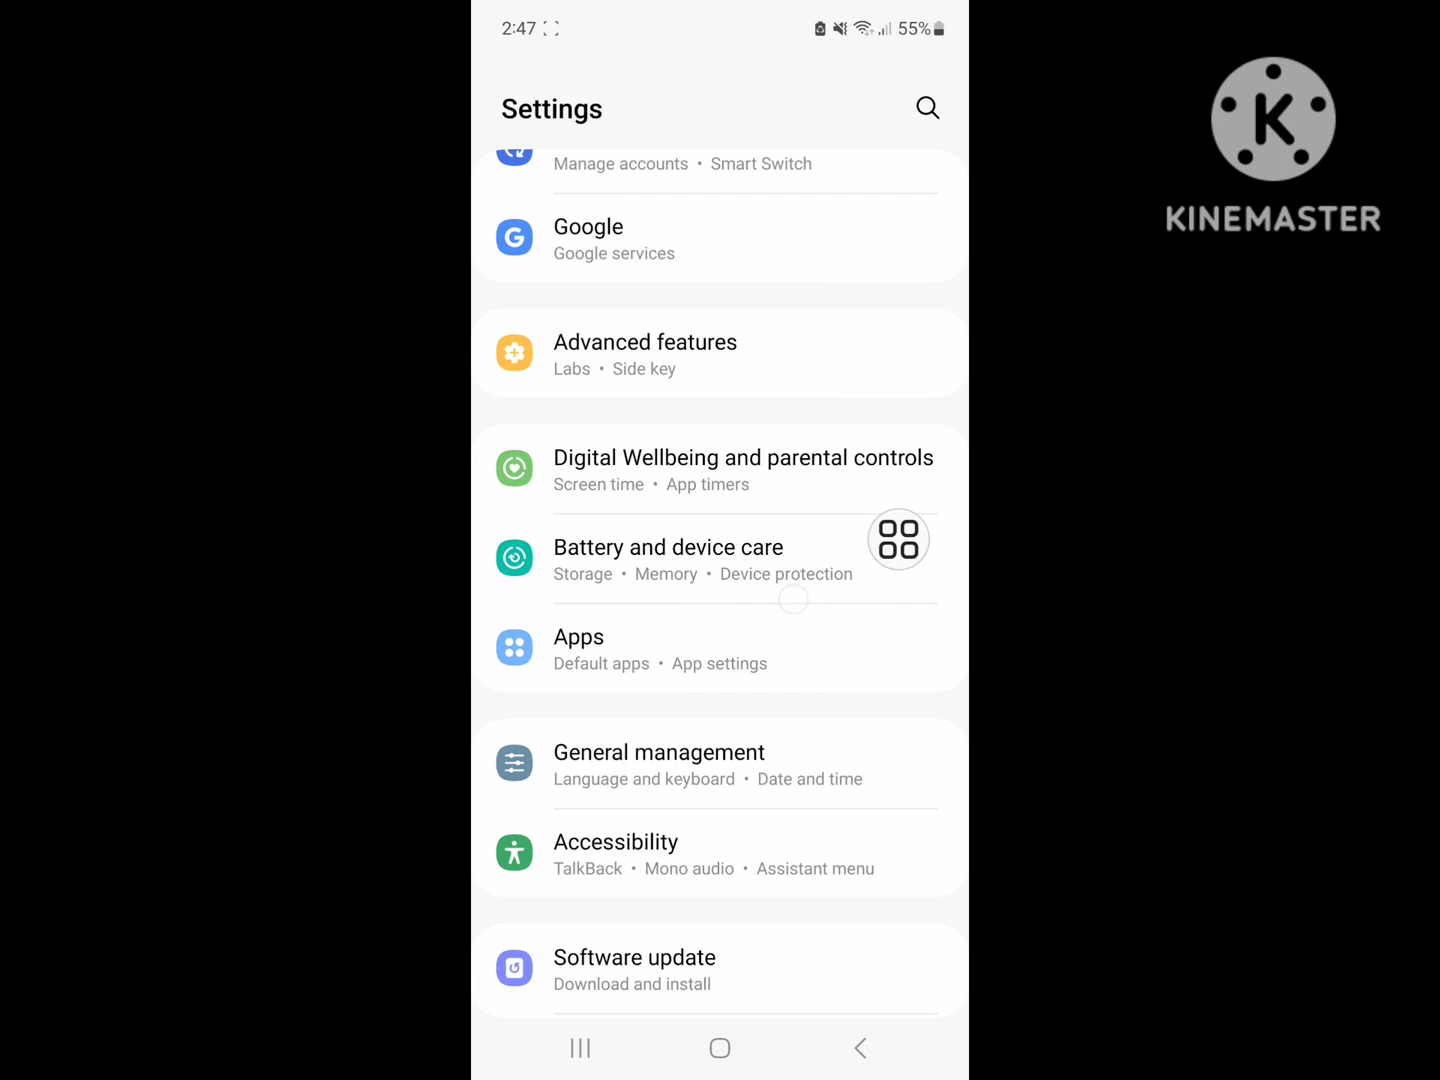 2:47
55%
K
KINEMASTER
Settings
Manage accounts • Smart Switch
G
Google
Google services
Advanced features
Labs • Side key
Digital Wellbeing and parental controls
Screen time • App timers
Battery and device care
Storage • Memory • Device protection
Apps
Default apps • App settings
General management
Language and keyboard • Date and time
Accessibility
TalkBack • Mono audio • Assistant menu
Software update
Download and install